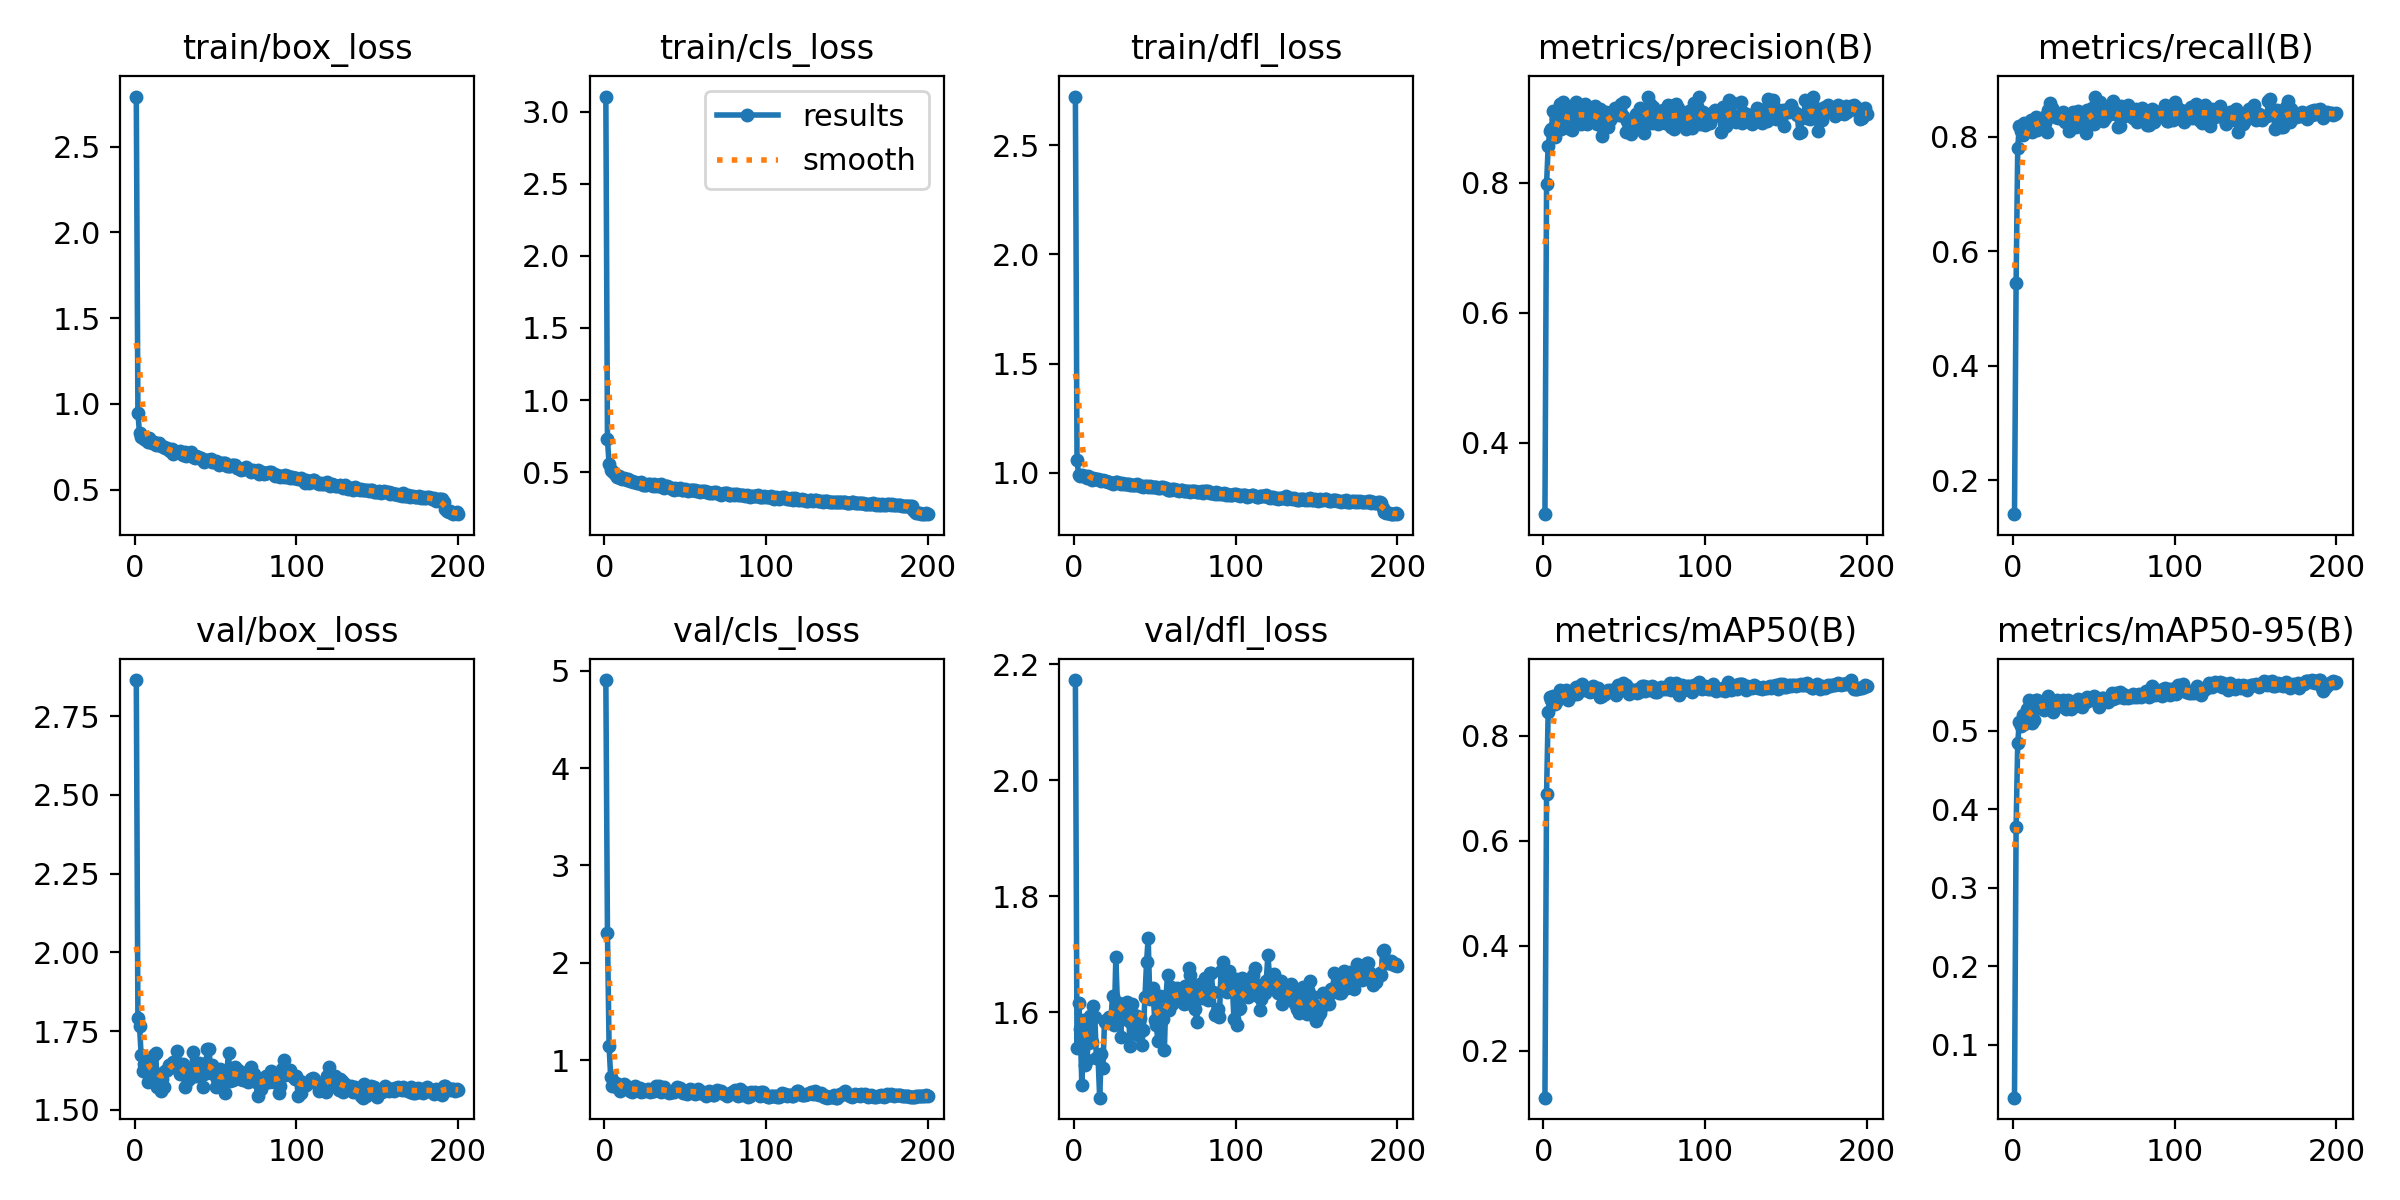 train/box_loss
2.5
2.0
1.5
1.0
0.5
0 100 200
train/cls_loss
results
smooth
3.0
2.5
2.0
1.5
1.0
0.5
0 100 200
train/dfl_loss
2.5
2.0
1.5
1.0
0 100 200
metrics/precision(B)
0.8
0.6
0.4
0 100 200
metrics/recall(B)
0.8
0.6
0.4
0.2
0 100 200
val/box_loss
2.75
2.50
2.25
2.00
1.75
1.50
0 100 200
val/cls_loss
5
4
3
2
1
0 100 200
val/dfl_loss
2.2
2.0
1.8
1.6
0 100 200
metrics/mAP50(B)
0.8
0.6
0.4
0.2
0 100 200
metrics/mAP50-95(B)
0.5
0.4
0.3
0.2
0.1
0 100 200